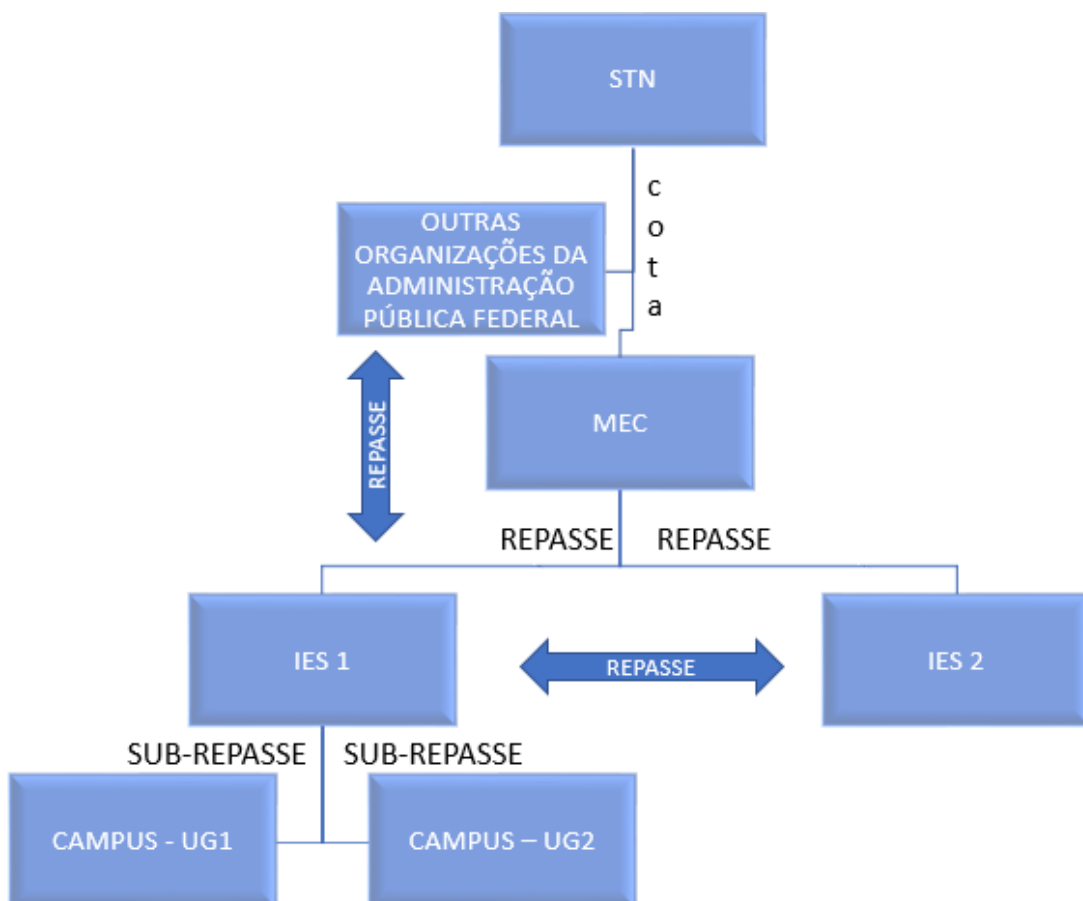 STN
c
o
t
a
OUTRAS
ORGANIZAÇÕES DA
ADMINISTRAÇÃO
PÚBLICA FEDERAL
MEC
REPASSE
REPASSE REPASSE
IES 1
REPASSE
IES 2
SUB-REPASSE SUB-REPASSE
CAMPUS - UG1
CAMPUS – UG2